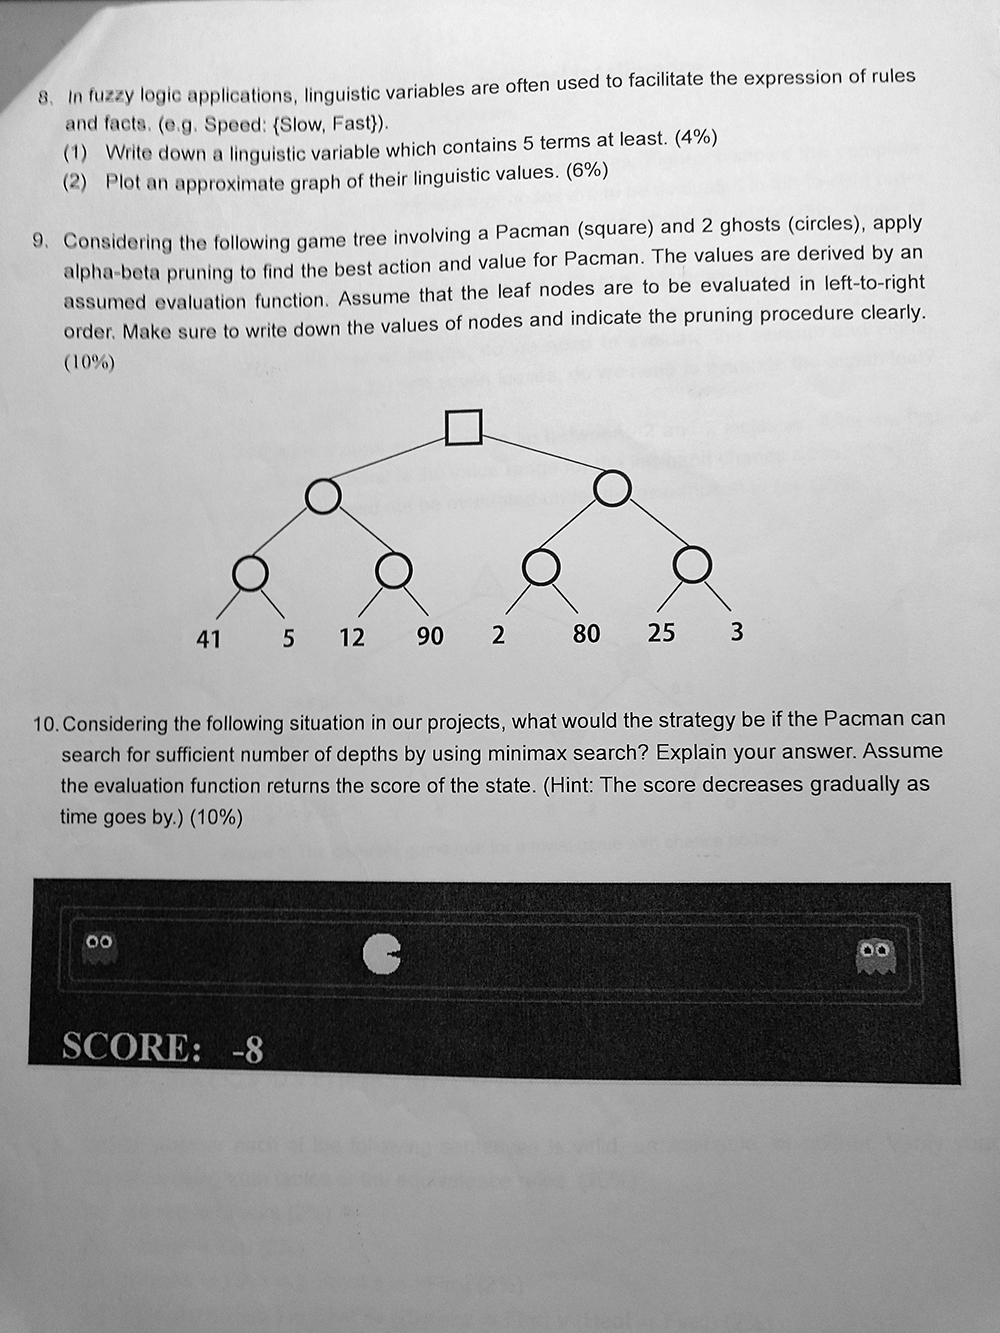 8. In fuzzy logic applications, linguistic variables are often used to facilitate the expression of rules
and facts. (e.g. Speed: {Slow, Fast}).
(1) Write down a linguistic variable which contains 5 terms at least. (4%)
(2) Plot an approximate graph of their linguistic values. (6%)
9. Considering the following game tree involving a Pacman (square) and 2 ghosts (circles), apply
alpha-beta pruning to find the best action and value for Pacman. The values are derived by an
assumed evaluation function. Assume that the leaf nodes are to be evaluated in left-to-right
order. Make sure to write down the values of nodes and indicate the pruning procedure clearly.
(10%)
41 5 12 90 2 80 25 3
10. Considering the following situation in our projects, what would the strategy be if the Pacman can
search for sufficient number of depths by using minimax search? Explain your answer. Assume
the evaluation function returns the score of the state. (Hint: The score decreases gradually as
time goes by.) (10%)
SCORE: -8